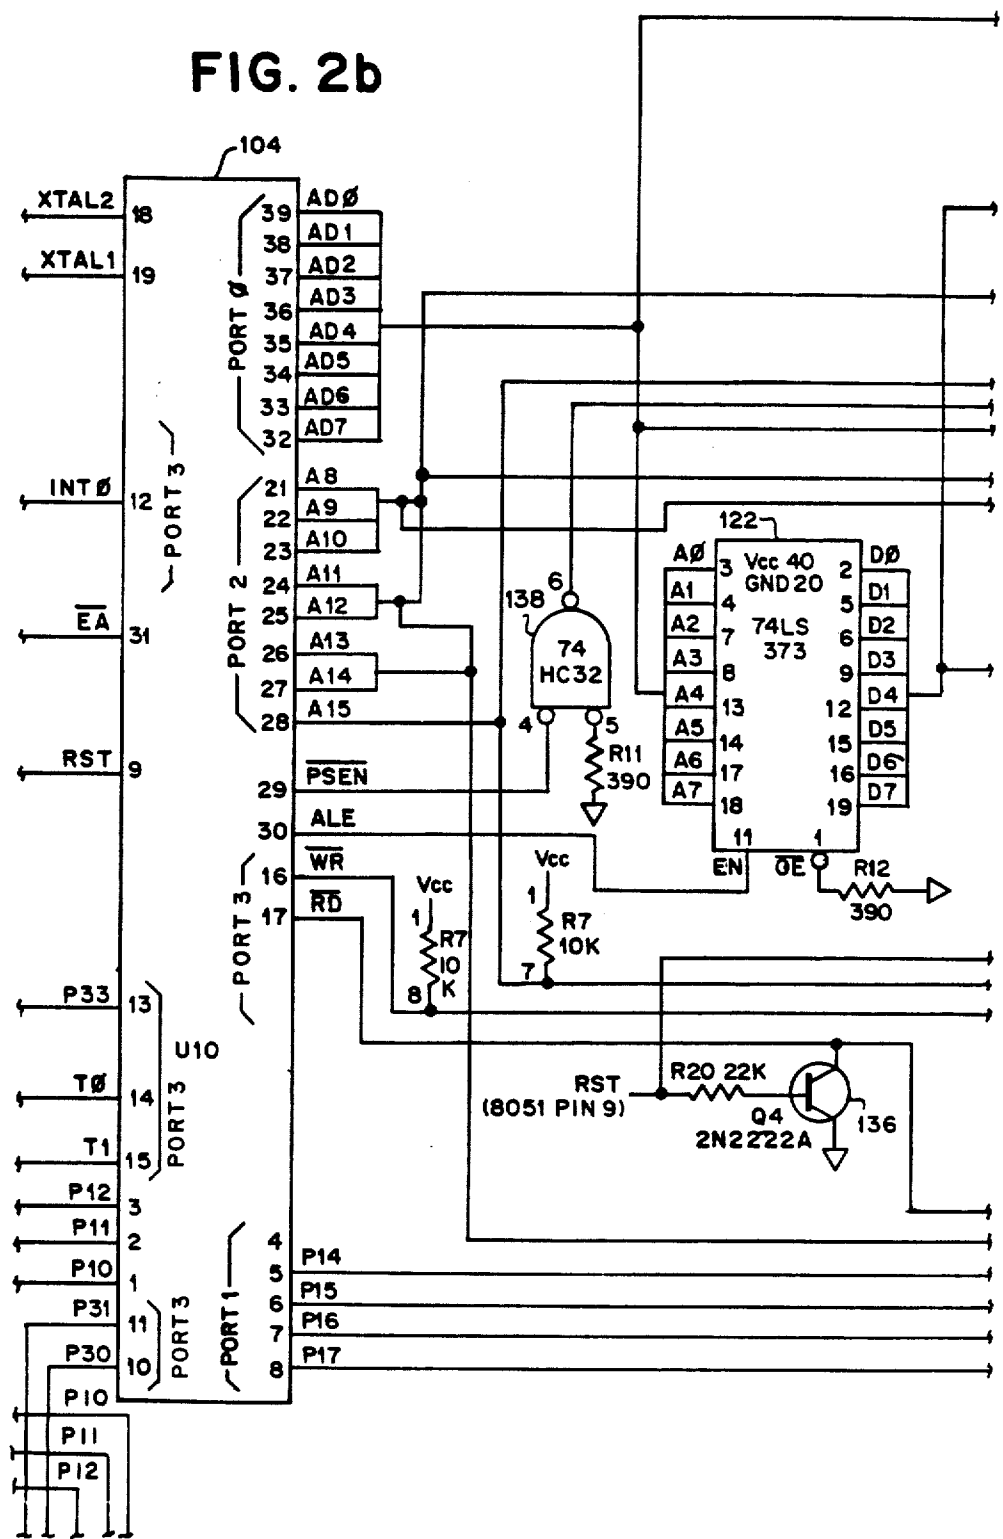 FIG. 2b
104
XTAL2
18
XTAL1
19
INTØ
12
PORT 3
EA
31
RST
9
P33
13
U10
TØ
14
PORT 3
T1
15
P12
3
P11
2
P10
1
P31
11
PORT 3
P30
10
P10
P11
P12
PORT Ø
39 ADØ
38 AD1
37 AD2
36 AD3
35 AD4
34 AD5
33 AD6
32 AD7
PORT 2
21 A8
22 A9
23 A10
24 A11
25 A12
26 A13
27 A14
28 A15
29 PSEN
30 ALE
PORT 3
16 WR
17 RD
PORT 1
4
5 P14
6 P15
7 P16
8 P17
138
6
74
HC32
4
5
R11
390
122
Vcc 40
GND 20
74LS
373
AØ 3
A1 4
A2 7
A3 8
A4 13
A5 14
A6 17
A7 18
2 DØ
5 D1
6 D2
9 D3
12 D4
15 D5
16 D6
19 D7
11
1
EN
OE
R12
390
Vcc
1
R7
10
K
8
Vcc
1
R7
10K
7
RST
(8051 PIN 9)
R20 22K
Q4
2N2222A
136